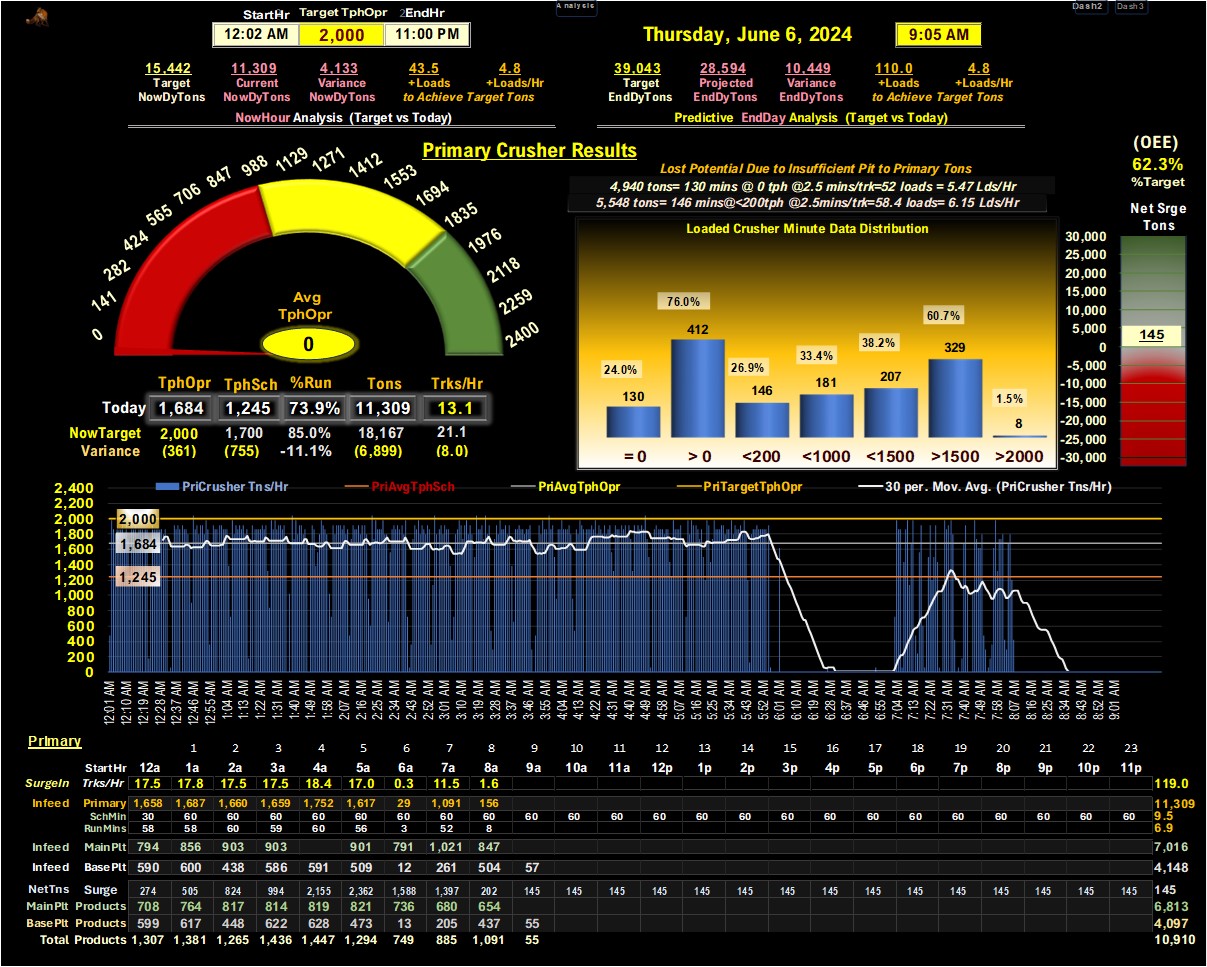 Analysis
Dash2 Dash3
StartHr Target TphOpr 2EndHr
12:02 AM 2,000 11:00 PM
Thursday, June 6, 2024 9:05 AM
15,442 11,309 4,133 43.5 4.8
Target Current Variance +Loads +Loads/Hr
NowDyTons NowDyTons NowDyTons to Achieve Target Tons
NowHour Analysis (Target vs Today)
39,043 28,594 10,449 110.0 4.8
Target Projected Variance +Loads +Loads/Hr
EndDyTons EndDyTons EndDyTons to Achieve Target Tons
Predictive EndDay Analysis (Target vs Today)
Primary Crusher Results
0 141 282 424 565 706 847 988 1129 1271 1412 1553 1694 1835 1976 2118 2259 2400
Avg
TphOpr
0
TphOpr TphSch %Run Tons Trks/Hr
Today 1,684 1,245 73.9% 11,309 13.1
NowTarget 2,000 1,700 85.0% 18,167 21.1
Variance (361) (755) -11.1% (6,899) (8.0)
Lost Potential Due to Insufficient Pit to Primary Tons
4,940 tons= 130 mins @ 0 tph @2.5 mins/trk=52 loads = 5.47 Lds/Hr
5,548 tons= 146 mins@<200tph @2.5mins/trk=58.4 loads= 6.15 Lds/Hr
Loaded Crusher Minute Data Distribution
24.0% 76.0% 26.9% 33.4% 38.2% 60.7% 1.5%
130 412 146 181 207 329 8
= 0 > 0 <200 <1000 <1500 >1500 >2000
(OEE)
62.3%
%Target
Net Srge
Tons
30,000
25,000
20,000
15,000
10,000
5,000
0
-5,000
-10,000
-15,000
-20,000
-25,000
-30,000
145
PriCrusher Tns/Hr PriAvgTphSch PriAvgTphOpr PriTargetTphOpr 30 per. Mov. Avg. (PriCrusher Tns/Hr)
2,400
2,200
2,000
1,800
1,600
1,400
1,200
1,000
800
600
400
200
0
2,000
1,684
1,245
12:01 AM 12:10 AM 12:19 AM 12:28 AM 12:37 AM 12:46 AM 12:55 AM 1:04 AM 1:13 AM 1:22 AM 1:31 AM 1:40 AM 1:49 AM 1:58 AM 2:07 AM 2:16 AM 2:25 AM 2:34 AM 2:43 AM 2:52 AM 3:01 AM 3:10 AM 3:19 AM 3:28 AM 3:37 AM 3:46 AM 3:55 AM 4:04 AM 4:13 AM 4:22 AM 4:31 AM 4:40 AM 4:49 AM 4:58 AM 5:07 AM 5:16 AM 5:25 AM 5:34 AM 5:43 AM 5:52 AM 6:01 AM 6:10 AM 6:19 AM 6:28 AM 6:37 AM 6:46 AM 6:55 AM 7:04 AM 7:13 AM 7:22 AM 7:31 AM 7:40 AM 7:49 AM 7:58 AM 8:07 AM 8:16 AM 8:25 AM 8:34 AM 8:43 AM 8:52 AM 9:01 AM
Primary
1 2 3 4 5 6 7 8 9 10 11 12 13 14 15 16 17 18 19 20 21 22 23
StartHr 12a 1a 2a 3a 4a 5a 6a 7a 8a 9a 10a 11a 12p 1p 2p 3p 4p 5p 6p 7p 8p 9p 10p 11p
SurgeIn Trks/Hr 17.5 17.8 17.5 17.5 18.4 17.0 0.3 11.5 1.6 119.0
Infeed Primary 1,658 1,687 1,660 1,659 1,752 1,617 29 1,091 156 11,309
SchMin 30 60 60 60 60 60 60 60 60 60 60 60 60 60 60 60 60 60 60 60 60 60 60 60 9.5
RunMins 58 58 60 59 60 56 3 52 8 6.9
Infeed MainPlt 794 856 903 903 901 791 1,021 847 7,016
Infeed BasePlt 590 600 438 586 591 509 12 261 504 57 4,148
NetTns Surge 274 505 824 994 2,155 2,362 1,588 1,397 202 145 145 145 145 145 145 145 145 145 145 145 145 145 145 145 145
MainPlt Products 708 764 817 814 819 821 736 680 654 6,813
BasePlt Products 599 617 448 622 628 473 13 205 437 55 4,097
Total Products 1,307 1,381 1,265 1,436 1,447 1,294 749 885 1,091 55 10,910